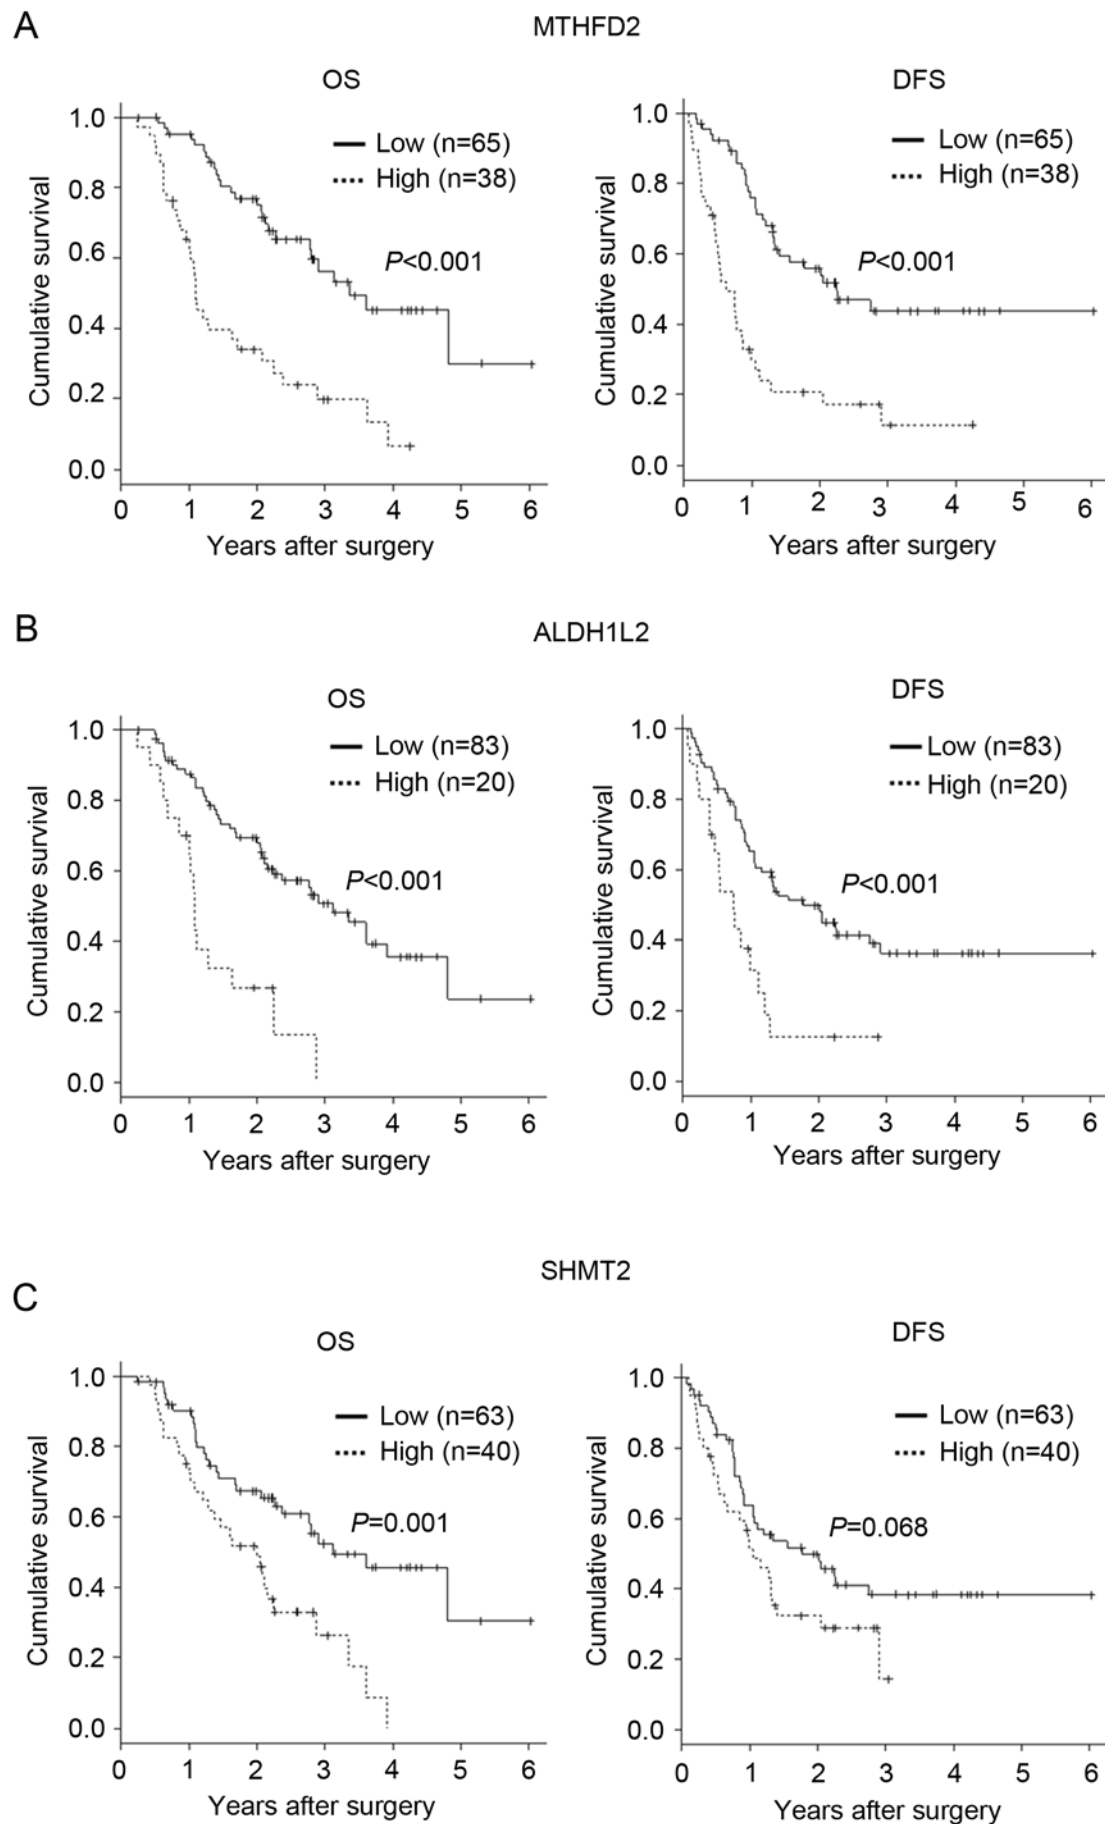 A
MTHFD2
OS
DFS
Low (n=65)
High (n=38)
P<0.001
Low (n=65)
High (n=38)
P<0.001
Cumulative survival
1.0
0.8
0.6
0.4
0.2
0.0
0 1 2 3 4 5 6
Years after surgery
Cumulative survival
1.0
0.8
0.6
0.4
0.2
0.0
0 1 2 3 4 5 6
Years after surgery
B
ALDH1L2
OS
DFS
Low (n=83)
High (n=20)
P<0.001
Low (n=83)
High (n=20)
P<0.001
Cumulative survival
1.0
0.8
0.6
0.4
0.2
0.0
0 1 2 3 4 5 6
Years after surgery
Cumulative survival
1.0
0.8
0.6
0.4
0.2
0.0
0 1 2 3 4 5 6
Years after surgery
SHMT2
C
OS
DFS
Low (n=63)
High (n=40)
P=0.001
Low (n=63)
High (n=40)
P=0.068
Cumulative survival
1.0
0.8
0.6
0.4
0.2
0.0
0 1 2 3 4 5 6
Years after surgery
Cumulative survival
1.0
0.8
0.6
0.4
0.2
0.0
0 1 2 3 4 5 6
Years after surgery